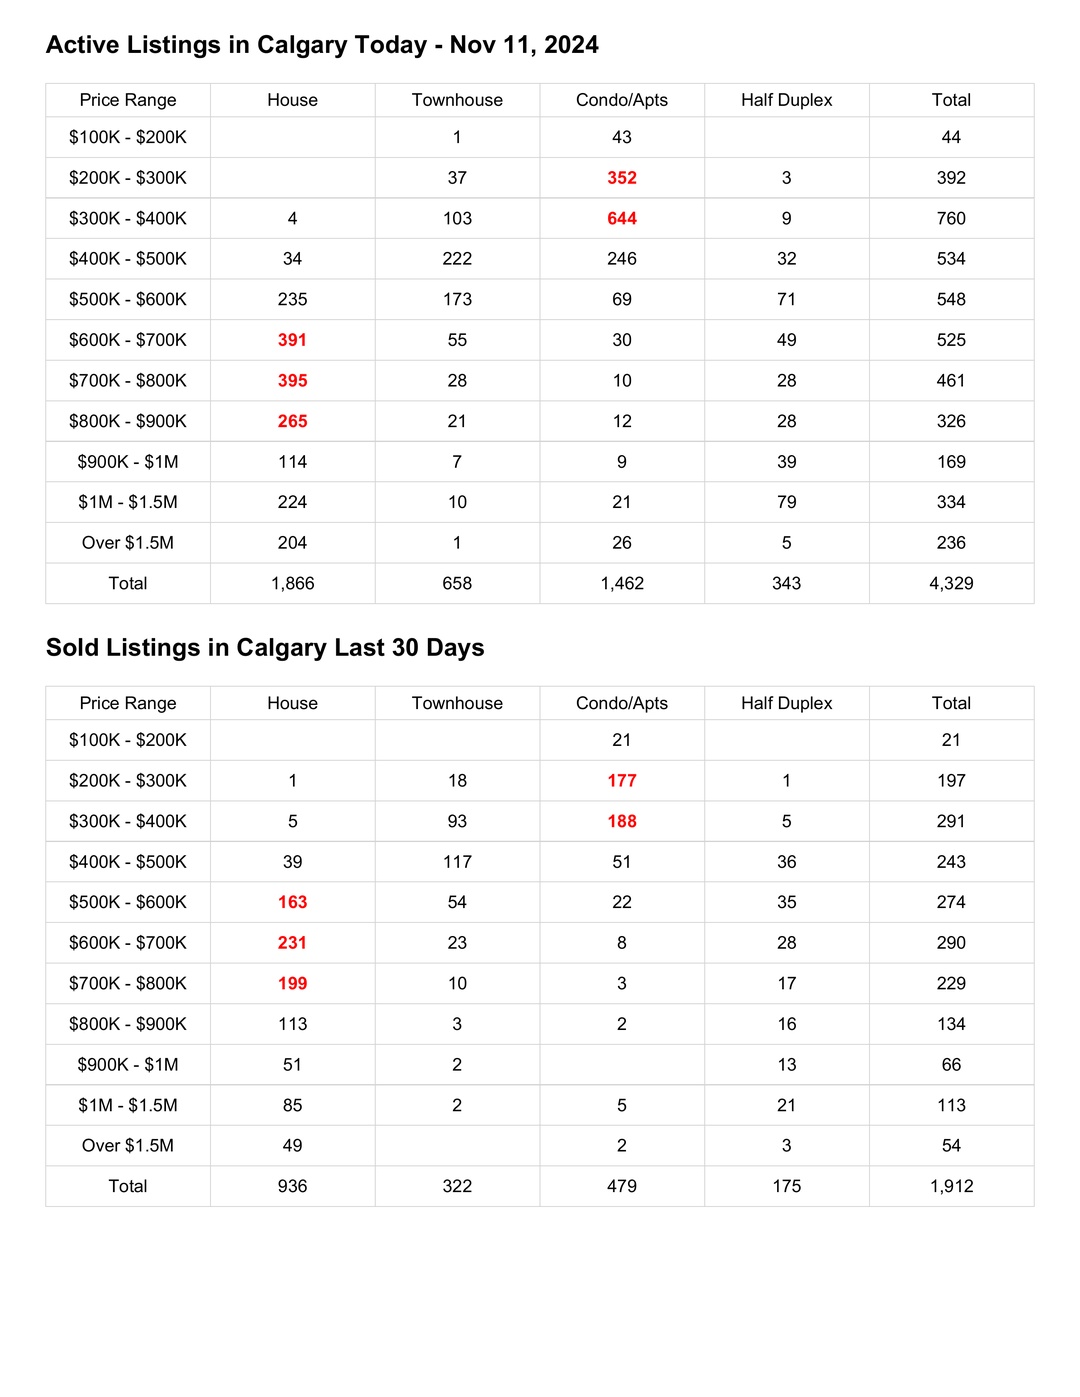 Active Listings in Calgary Today - Nov 11, 2024
Price Range House Townhouse Condo/Apts Half Duplex Total
$100K - $200K 1 43 44
$200K - $300K 37 352 3 392
$300K - $400K 4 103 644 9 760
$400K - $500K 34 222 246 32 534
$500K - $600K 235 173 69 71 548
$600K - $700K 391 55 30 49 525
$700K - $800K 395 28 10 28 461
$800K - $900K 265 21 12 28 326
$900K - $1M 114 7 9 39 169
$1M - $1.5M 224 10 21 79 334
Over $1.5M 204 1 26 5 236
Total 1,866 658 1,462 343 4,329
Sold Listings in Calgary Last 30 Days
Price Range House Townhouse Condo/Apts Half Duplex Total
$100K - $200K 21 21
$200K - $300K 1 18 177 1 197
$300K - $400K 5 93 188 5 291
$400K - $500K 39 117 51 36 243
$500K - $600K 163 54 22 35 274
$600K - $700K 231 23 8 28 290
$700K - $800K 199 10 3 17 229
$800K - $900K 113 3 2 16 134
$900K - $1M 51 2 13 66
$1M - $1.5M 85 2 5 21 113
Over $1.5M 49 2 3 54
Total 936 322 479 175 1,912